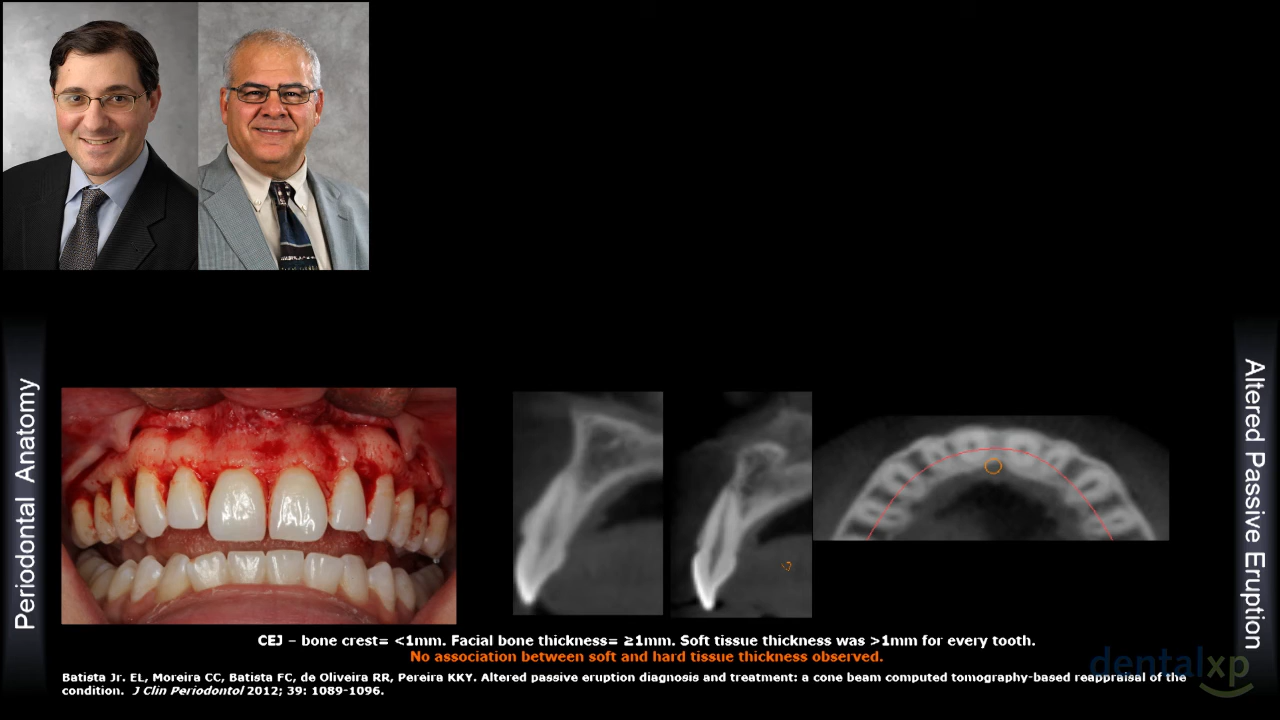 Periodontal Anatomy
Altered Passive Eruption
CEJ – bone crest= <1mm. Facial bone thickness= ≥1mm. Soft tissue thickness was >1mm for every tooth.
No association between soft and hard tissue thickness observed.
Batista Jr. EL, Moreira CC, Batista FC, de Oliveira RR, Pereira KKY. Altered passive eruption diagnosis and treatment: a cone beam computed tomography-based reappraisal of the
condition. J Clin Periodontol 2012; 39: 1089-1096.
dentalxp